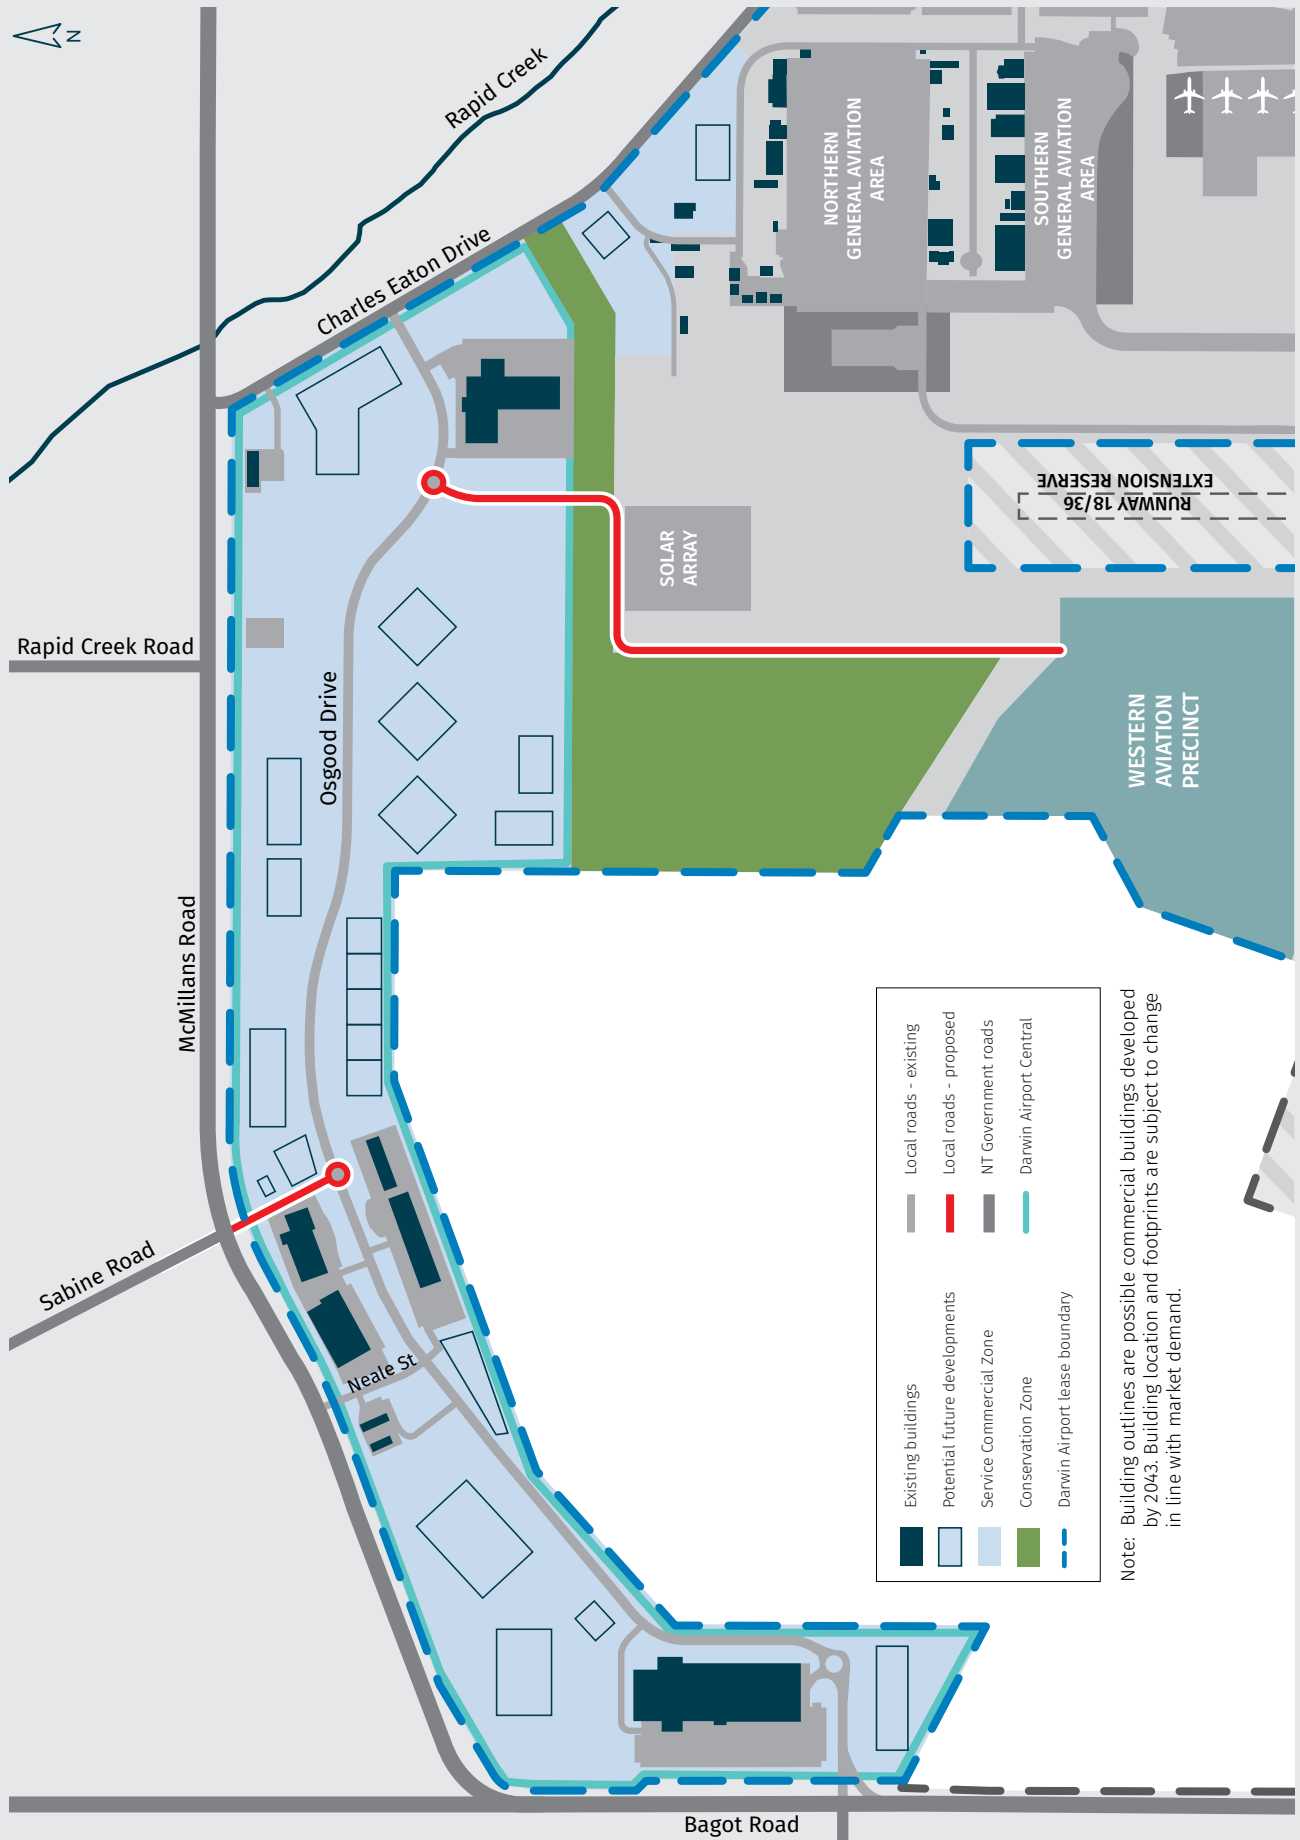 N
Rapid Creek
Charles Eaton Drive
NORTHERN
GENERAL AVIATION
AREA
SOUTHERN
GENERAL AVIATION
AREA
RUNWAY 18/36
EXTENSION RESERVE
SOLAR
ARRAY
Rapid Creek Road
Osgood Drive
WESTERN
AVIATION
PRECINCT
McMillans Road
Sabine Road
Neale St
Bagot Road
Existing buildings
Potential future developments
Service Commercial Zone
Conservation Zone
Darwin Airport lease boundary
Local roads - existing
Local roads - proposed
NT Government roads
Darwin Airport Central
Note: Building outlines are possible commercial buildings developed
by 2043. Building location and footprints are subject to change
in line with market demand.